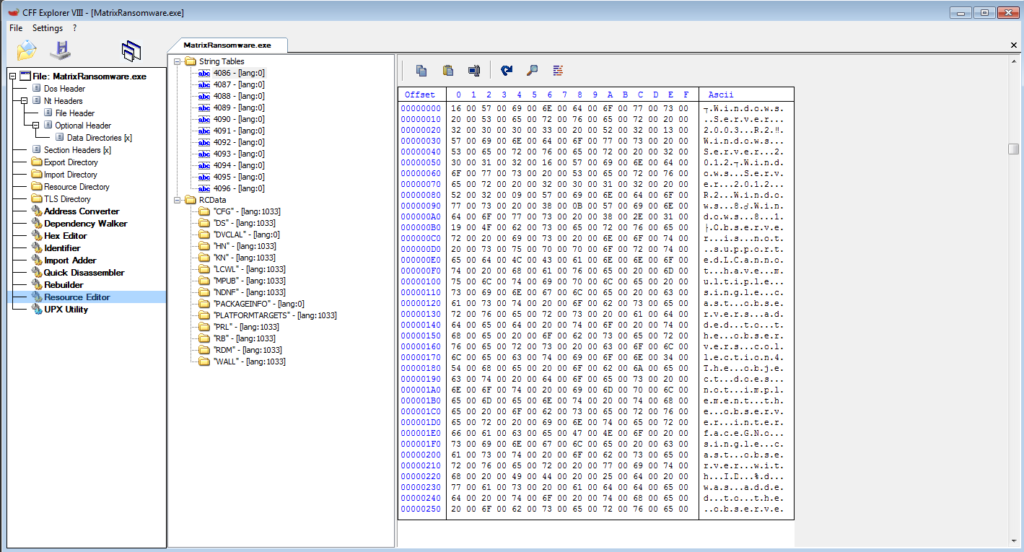 CFF Explorer VIII - [MatrixRansomware.exe]
File Settings ?
MatrixRansomware.exe
File: MatrixRansomware.exe
Dos Header
Nt Headers
File Header
Optional Header
Data Directories [x]
Section Headers [x]
Export Directory
Import Directory
Resource Directory
TLS Directory
Address Converter
Dependency Walker
Hex Editor
Identifier
Import Adder
Quick Disassembler
Rebuilder
Resource Editor
UPX Utility
String Tables
abc 4086 - [lang:0]
abc 4087 - [lang:0]
abc 4088 - [lang:0]
abc 4089 - [lang:0]
abc 4090 - [lang:0]
abc 4091 - [lang:0]
abc 4092 - [lang:0]
abc 4093 - [lang:0]
abc 4094 - [lang:0]
abc 4095 - [lang:0]
abc 4096 - [lang:0]
RCData
"CFG" - [lang:1033]
"DS" - [lang:1033]
"DVCLAL" - [lang:0]
"HN" - [lang:1033]
"KN" - [lang:1033]
"LCWL" - [lang:1033]
"MPUB" - [lang:1033]
"NDNF" - [lang:1033]
"PACKAGEINFO" - [lang:0]
"PLATFORMTARGETS" - [lang:1033]
"PRL" - [lang:1033]
"RB" - [lang:1033]
"RDM" - [lang:1033]
"WALL" - [lang:1033]
Offset 0 1 2 3 4 5 6 7 8 9 A B C D E F Ascii
00000000 16 00 57 00 69 00 6E 00 64 00 6F 00 77 00 73 00 ┬.W.i.n.d.o.w.s.
00000010 20 00 53 00 65 00 72 00 76 00 65 00 72 00 20 00 ..S.e.r.v.e.r...
00000020 32 00 30 00 30 00 33 00 20 00 52 00 32 00 13 00 2.0.0.3...R.2.‼.
00000030 57 00 69 00 6E 00 64 00 6F 00 77 00 73 00 20 00 W.i.n.d.o.w.s...
00000040 53 00 65 00 72 00 76 00 65 00 72 00 20 00 32 00 S.e.r.v.e.r...2.
00000050 30 00 31 00 32 00 16 00 57 00 69 00 6E 00 64 00 0.1.2.┬.W.i.n.d.
00000060 6F 00 77 00 73 00 20 00 53 00 65 00 72 00 76 00 o.w.s...S.e.r.v.
00000070 65 00 72 00 20 00 32 00 30 00 31 00 32 00 20 00 e.r...2.0.1.2...
00000080 52 00 32 00 09 00 57 00 69 00 6E 00 64 00 6F 00 R.2...W.i.n.d.o.
00000090 77 00 73 00 20 00 38 00 0B 00 57 00 69 00 6E 00 w.s...8.♂.W.i.n.
000000A0 64 00 6F 00 77 00 73 00 20 00 38 00 2E 00 31 00 d.o.w.s...8...1.
000000B0 19 00 4F 00 62 00 73 00 65 00 72 00 76 00 65 00 ↓.O.b.s.e.r.v.e.
000000C0 72 00 20 00 69 00 73 00 20 00 6E 00 6F 00 74 00 r...i.s...n.o.t.
000000D0 20 00 73 00 75 00 70 00 70 00 6F 00 72 00 74 00 ..s.u.p.p.o.r.t.
000000E0 65 00 64 00 4C 00 43 00 61 00 6E 00 6E 00 6F 00 e.d.L.C.a.n.n.o.
000000F0 74 00 20 00 68 00 61 00 76 00 65 00 20 00 6D 00 t...h.a.v.e...m.
00000100 75 00 6C 00 74 00 69 00 70 00 6C 00 65 00 20 00 u.l.t.i.p.l.e...
00000110 73 00 69 00 6E 00 67 00 6C 00 65 00 20 00 63 00 s.i.n.g.l.e...c.
00000120 61 00 73 00 74 00 20 00 6F 00 62 00 73 00 65 00 a.s.t...o.b.s.e.
00000130 72 00 76 00 65 00 72 00 73 00 20 00 61 00 64 00 r.v.e.r.s...a.d.
00000140 64 00 65 00 64 00 20 00 74 00 6F 00 20 00 74 00 d.e.d...t.o...t.
00000150 68 00 65 00 20 00 6F 00 62 00 73 00 65 00 72 00 h.e...o.b.s.e.r.
00000160 76 00 65 00 72 00 73 00 20 00 63 00 6F 00 6C 00 v.e.r.s...c.o.l.
00000170 6C 00 65 00 63 00 74 00 69 00 6F 00 6E 00 34 00 l.e.c.t.i.o.n.4.
00000180 54 00 68 00 65 00 20 00 6F 00 62 00 6A 00 65 00 T.h.e...o.b.j.e.
00000190 63 00 74 00 20 00 64 00 6F 00 65 00 73 00 20 00 c.t...d.o.e.s...
000001A0 6E 00 6F 00 74 00 20 00 69 00 6D 00 70 00 6C 00 n.o.t...i.m.p.l.
000001B0 65 00 6D 00 65 00 6E 00 74 00 20 00 74 00 68 00 e.m.e.n.t...t.h.
000001C0 65 00 20 00 6F 00 62 00 73 00 65 00 72 00 76 00 e...o.b.s.e.r.v.
000001D0 65 00 72 00 20 00 69 00 6E 00 74 00 65 00 72 00 e.r...i.n.t.e.r.
000001E0 66 00 61 00 63 00 65 00 47 00 4E 00 6F 00 20 00 f.a.c.e.G.N.o...
000001F0 73 00 69 00 6E 00 67 00 6C 00 65 00 20 00 63 00 s.i.n.g.l.e...c.
00000200 61 00 73 00 74 00 20 00 6F 00 62 00 73 00 65 00 a.s.t...o.b.s.e.
00000210 72 00 76 00 65 00 72 00 20 00 77 00 69 00 74 00 r.v.e.r...w.i.t.
00000220 68 00 20 00 49 00 44 00 20 00 25 00 64 00 20 00 h...I.D...%.d...
00000230 77 00 61 00 73 00 20 00 61 00 64 00 64 00 65 00 w.a.s...a.d.d.e.
00000240 64 00 20 00 74 00 6F 00 20 00 74 00 68 00 65 00 d...t.o...t.h.e.
00000250 20 00 6F 00 62 00 73 00 65 00 72 00 76 00 65 00 ..o.b.s.e.r.v.e.